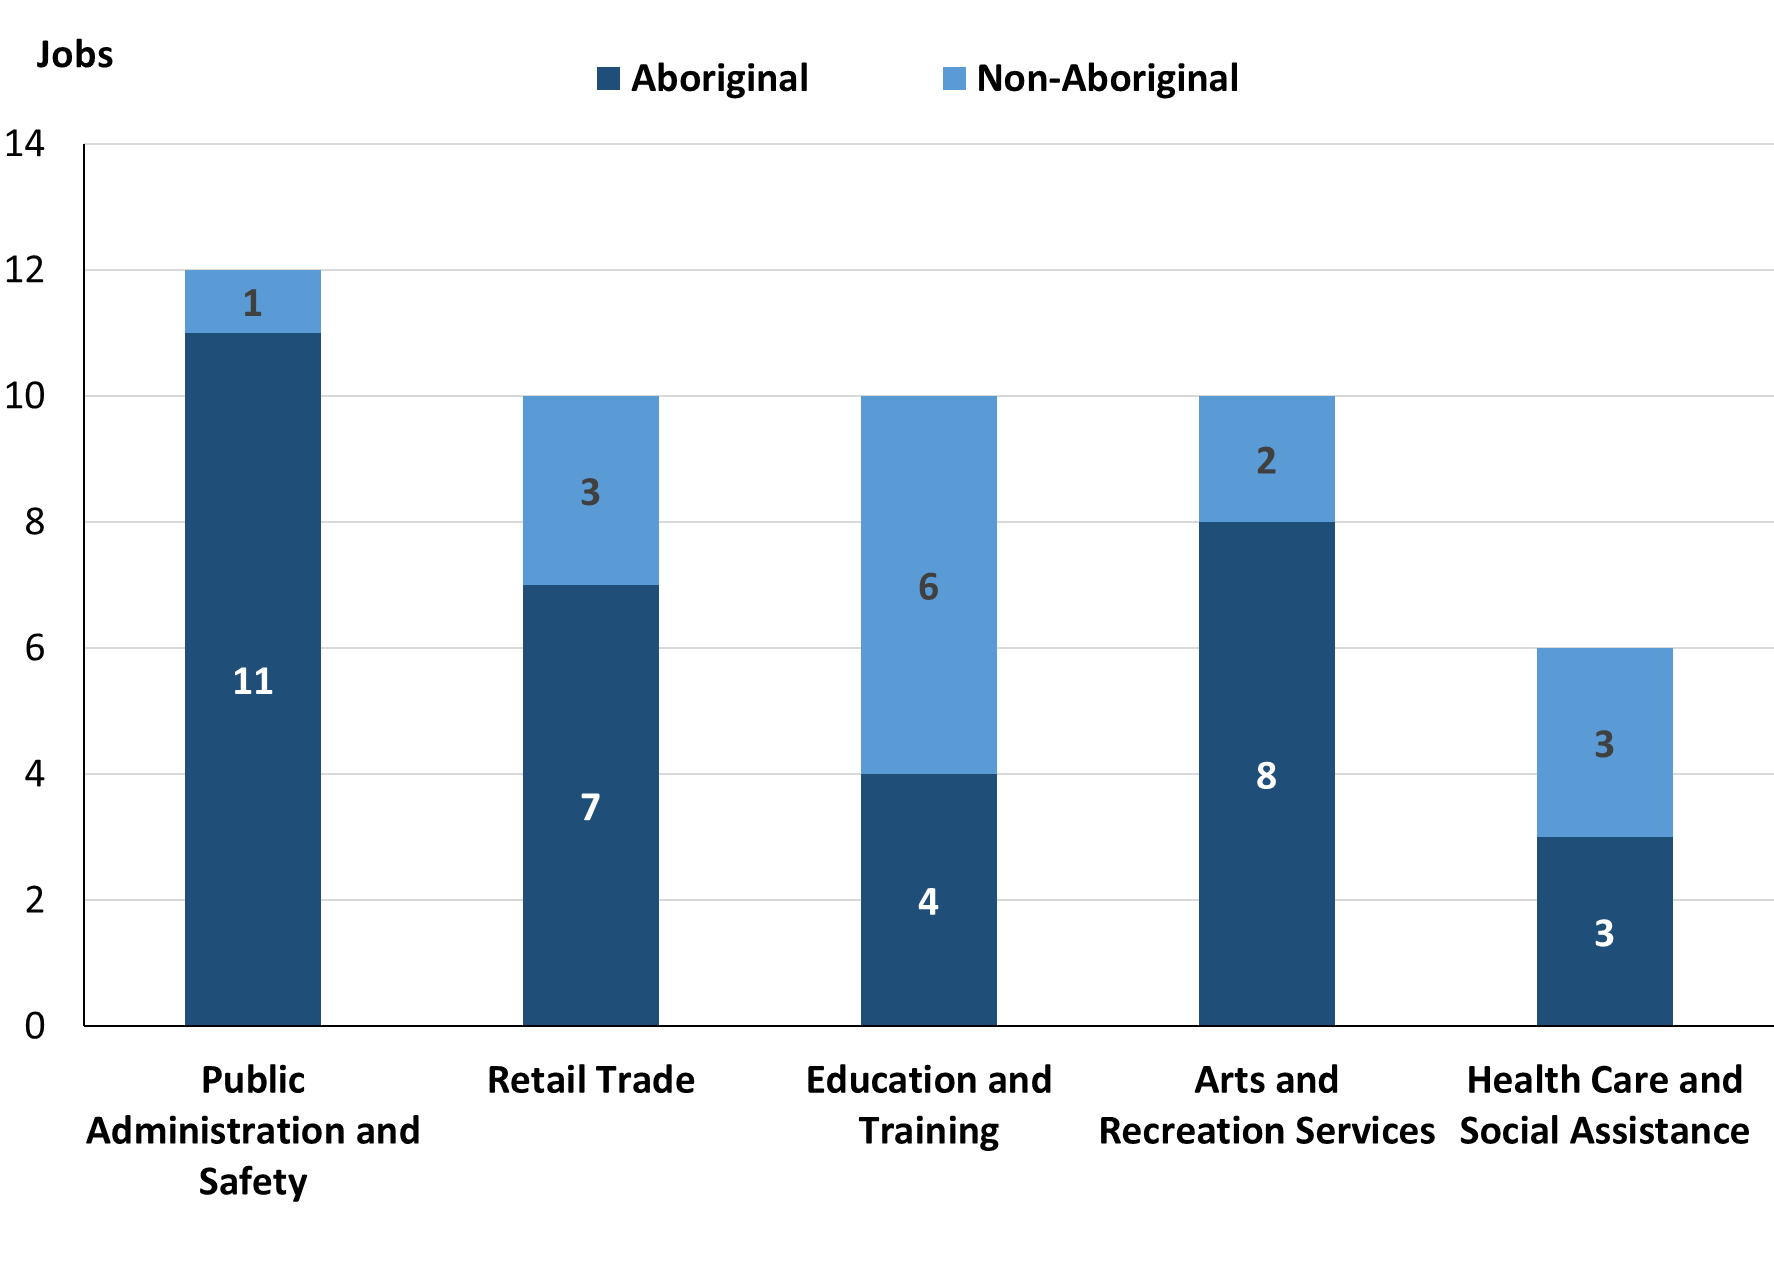 Jobs
Aboriginal
Non-Aboriginal
14
12
10
8
6
4
2
0
1
11
3
7
6
4
2
8
3
3
Public
Administration and
Safety
Retail Trade
Education and
Training
Arts and
Recreation Services
Health Care and
Social Assistance